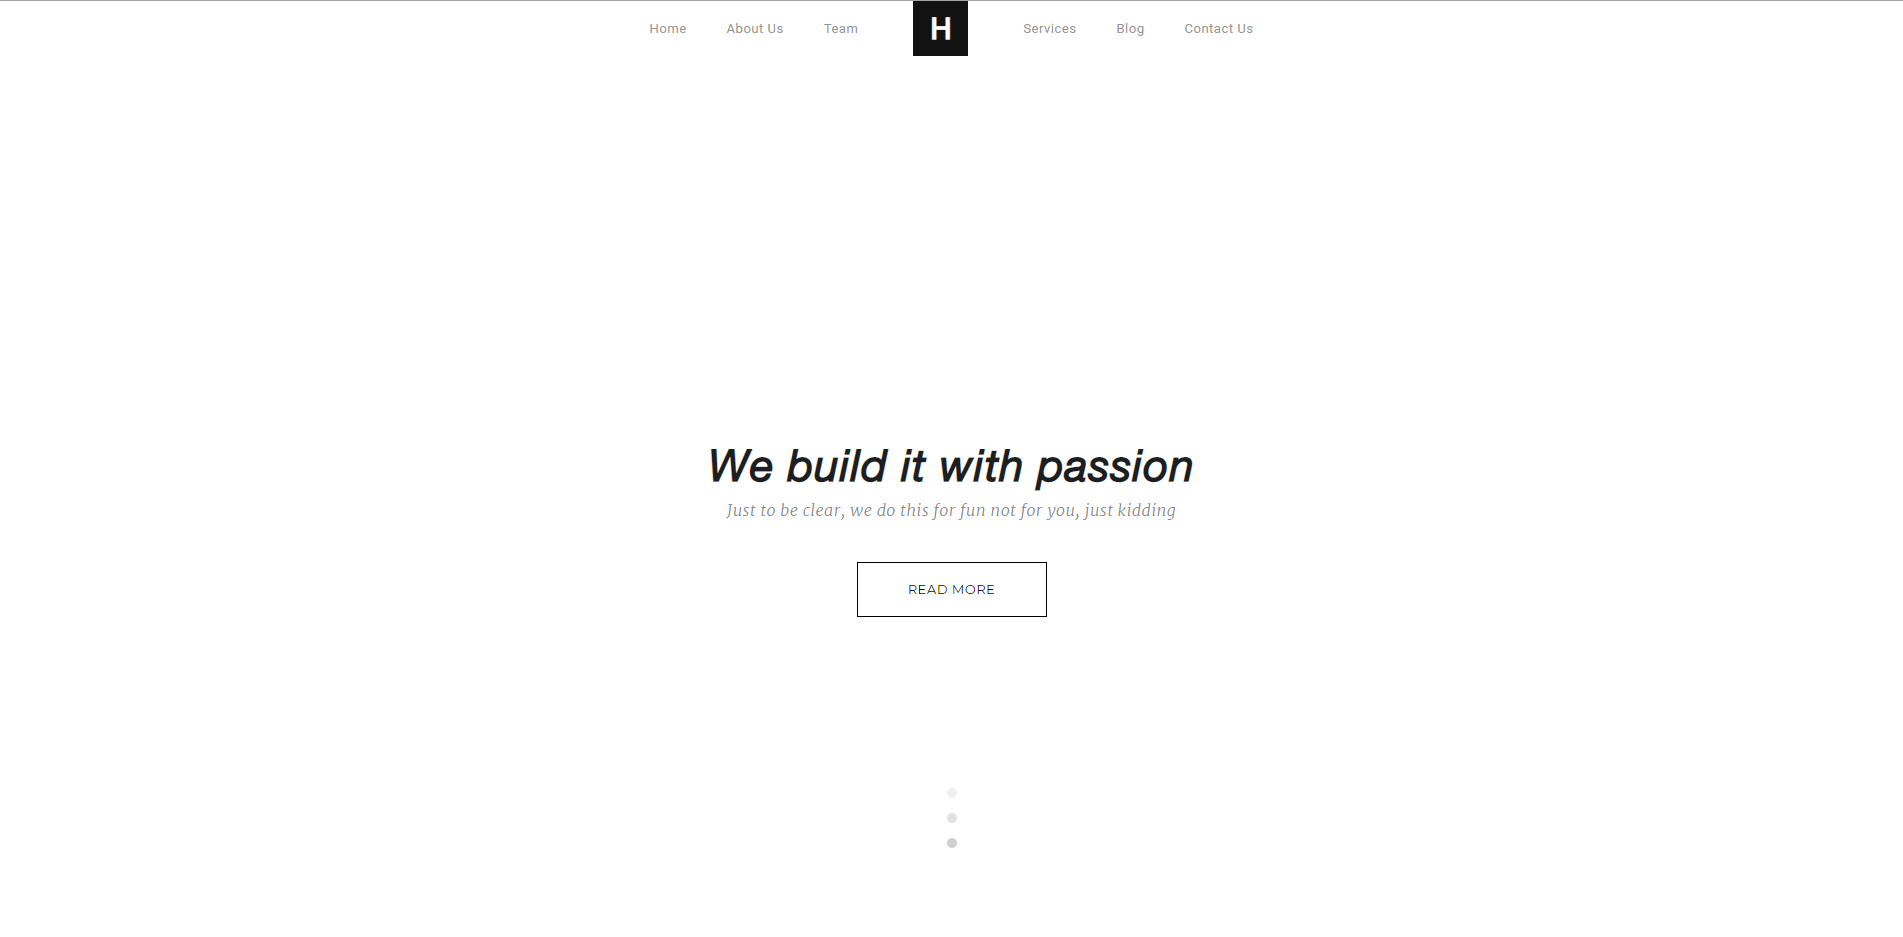 Home About Us Team H Services Blog Contact Us
We build it with passion
Just to be clear, we do this for fun not for you, just kidding
READ MORE